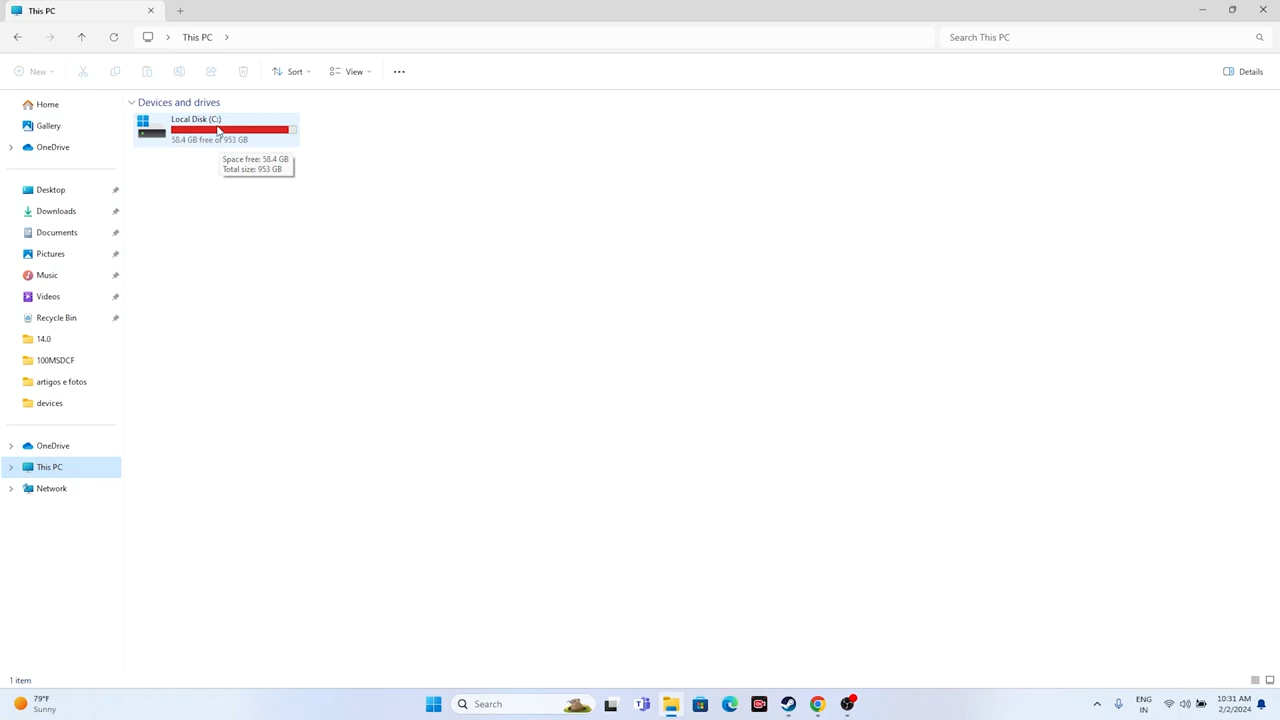 This PC
This PC
Search This PC
New
Sort
View
Details
Home
Gallery
OneDrive
Desktop
Downloads
Documents
Pictures
Music
Videos
Recycle Bin
14.0
100MSDCF
artigos e fotos
devices
OneDrive
This PC
Network
Devices and drives
Local Disk (C:)
58.4 GB free of 953 GB
Space free: 58.4 GB
Total size: 953 GB
1 item
79°F
Sunny
Search
ENG
IN
10:31 AM
2/2/2024